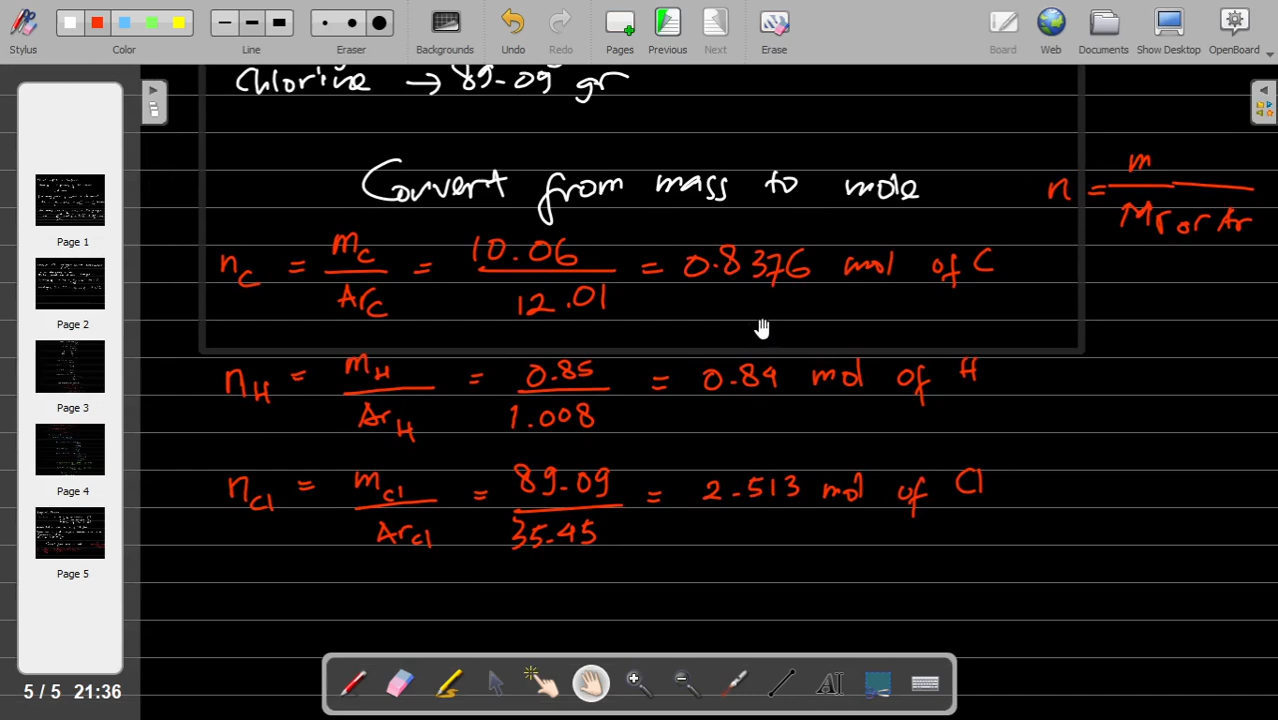 Stylus Color Line Eraser Backgrounds Undo Redo Pages Previous Next Erase Board Web Documents Show Desktop OpenBoard
Chlorine → 89.09 gr
Convert from mass to mole
n = m / Mr or Ar
nC = mC / ArC = 10.06 / 12.01 = 0.8376 mol of C
nH = mH / ArH = 0.85 / 1.008 = 0.84 mol of H
nCl = mCl / ArCl = 89.09 / 35.45 = 2.513 mol of Cl
Page 1
Page 2
Page 3
Page 4
Page 5
5 / 5 21:36